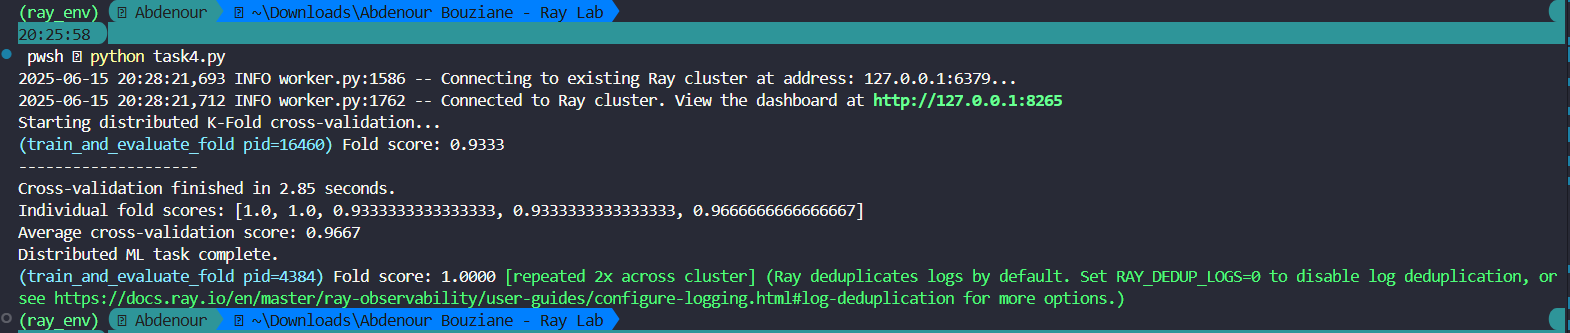 (ray_env) Abdenour ~\Downloads\Abdenour Bouziane - Ray Lab
20:25:58
pwsh python task4.py
2025-06-15 20:28:21,693 INFO worker.py:1586 -- Connecting to existing Ray cluster at address: 127.0.0.1:6379...
2025-06-15 20:28:21,712 INFO worker.py:1762 -- Connected to Ray cluster. View the dashboard at http://127.0.0.1:8265
Starting distributed K-Fold cross-validation...
(train_and_evaluate_fold pid=16460) Fold score: 0.9333
--------------------
Cross-validation finished in 2.85 seconds.
Individual fold scores: [1.0, 1.0, 0.9333333333333333, 0.9333333333333333, 0.9666666666666667]
Average cross-validation score: 0.9667
Distributed ML task complete.
(train_and_evaluate_fold pid=4384) Fold score: 1.0000 [repeated 2x across cluster] (Ray deduplicates logs by default. Set RAY_DEDUP_LOGS=0 to disable log deduplication, or
see https://docs.ray.io/en/master/ray-observability/user-guides/configure-logging.html#log-deduplication for more options.)
(ray_env) Abdenour ~\Downloads\Abdenour Bouziane - Ray Lab